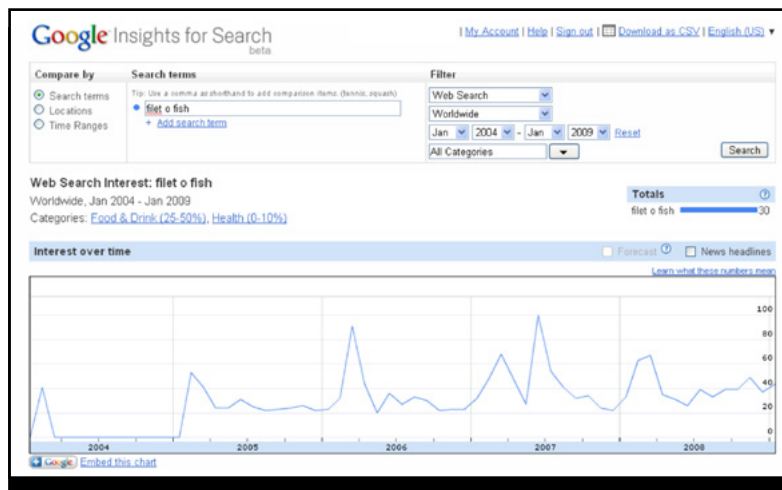 Google Insights for Search
beta
| My Account | Help | Sign out | Download as CSV | English (US) ▼
Compare by
Search terms
Locations
Time Ranges
Search terms
Tip: Use a comma as shorthand to add comparison items. (tennis, squash)
filet o fish
+ Add search term
Filter
Web Search
Worldwide
Jan 2004 - Jan 2009 Reset
All Categories
Search
Web Search Interest: filet o fish
Worldwide, Jan 2004 - Jan 2009
Categories: Food & Drink (25-50%), Health (0-10%)
Totals ?
filet o fish 30
Interest over time
Forecast ? News headlines
Learn what these numbers mean
100
80
60
40
20
0
2004 2005 2006 2007 2008
+ Google Embed this chart